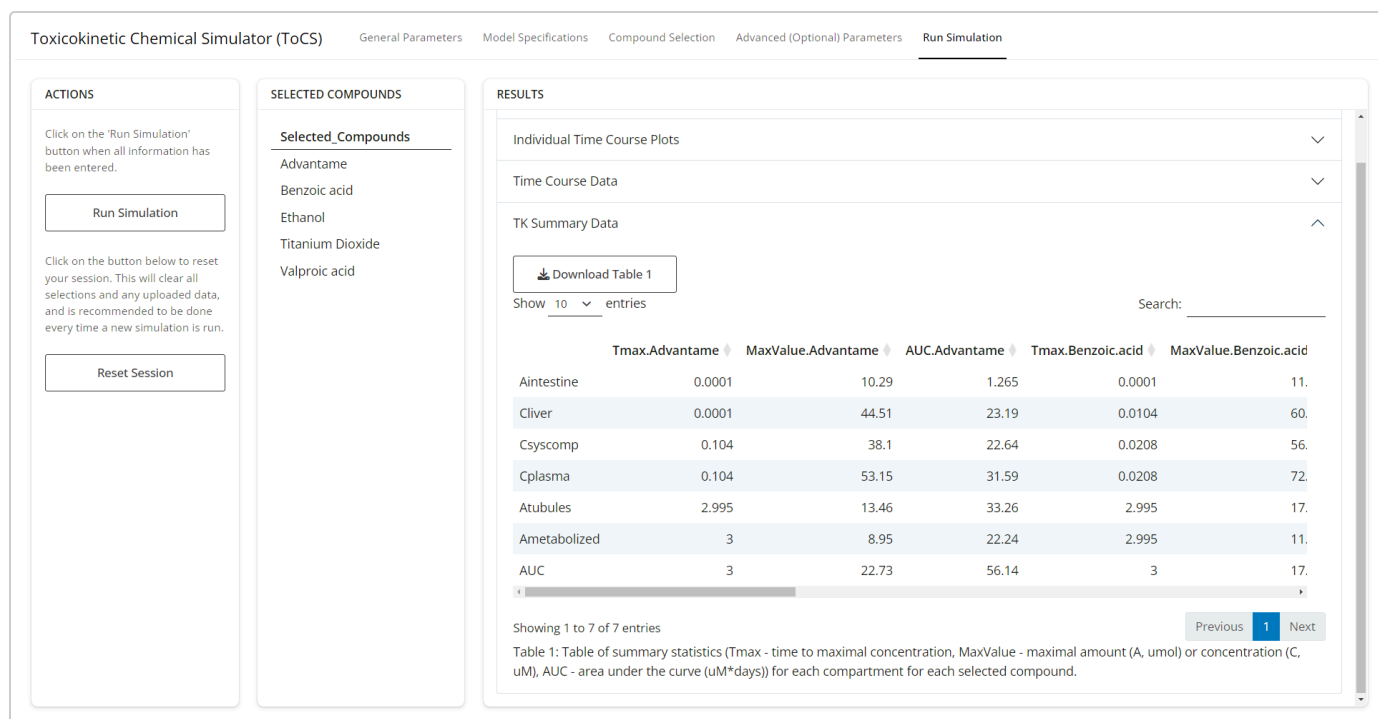 Toxicokinetic Chemical Simulator (ToCS) General Parameters Model Specifications Compound Selection Advanced (Optional) Parameters Run Simulation
ACTIONS
Click on the 'Run Simulation'
button when all information has
been entered.
Run Simulation
Click on the button below to reset
your session. This will clear all
selections and any uploaded data,
and is recommended to be done
every time a new simulation is run.
Reset Session
SELECTED COMPOUNDS
Selected_Compounds
Advantame
Benzoic acid
Ethanol
Titanium Dioxide
Valproic acid
RESULTS
Individual Time Course Plots
Time Course Data
TK Summary Data
Download Table 1
Show 10 entries Search:
Tmax.Advantame MaxValue.Advantame AUC.Advantame Tmax.Benzoic.acid MaxValue.Benzoic.acid
Aintestine 0.0001 10.29 1.265 0.0001 11.
Cliver 0.0001 44.51 23.19 0.0104 60.
Csyscomp 0.104 38.1 22.64 0.0208 56.
Cplasma 0.104 53.15 31.59 0.0208 72.
Atubules 2.995 13.46 33.26 2.995 17.
Ametabolized 3 8.95 22.24 2.995 11.
AUC 3 22.73 56.14 3 17.
Showing 1 to 7 of 7 entries Previous 1 Next
Table 1: Table of summary statistics (Tmax - time to maximal concentration, MaxValue - maximal amount (A, umol) or concentration (C,
uM), AUC - area under the curve (uM*days)) for each compartment for each selected compound.